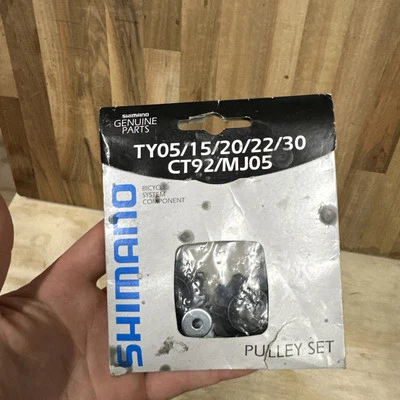 SHIMANO
GENUINE
PARTS
TY05/15/20/22/30
CT92/MJ05
SHIMANO
BICYCLE
SYSTEM
COMPONENT
PULLEY SET